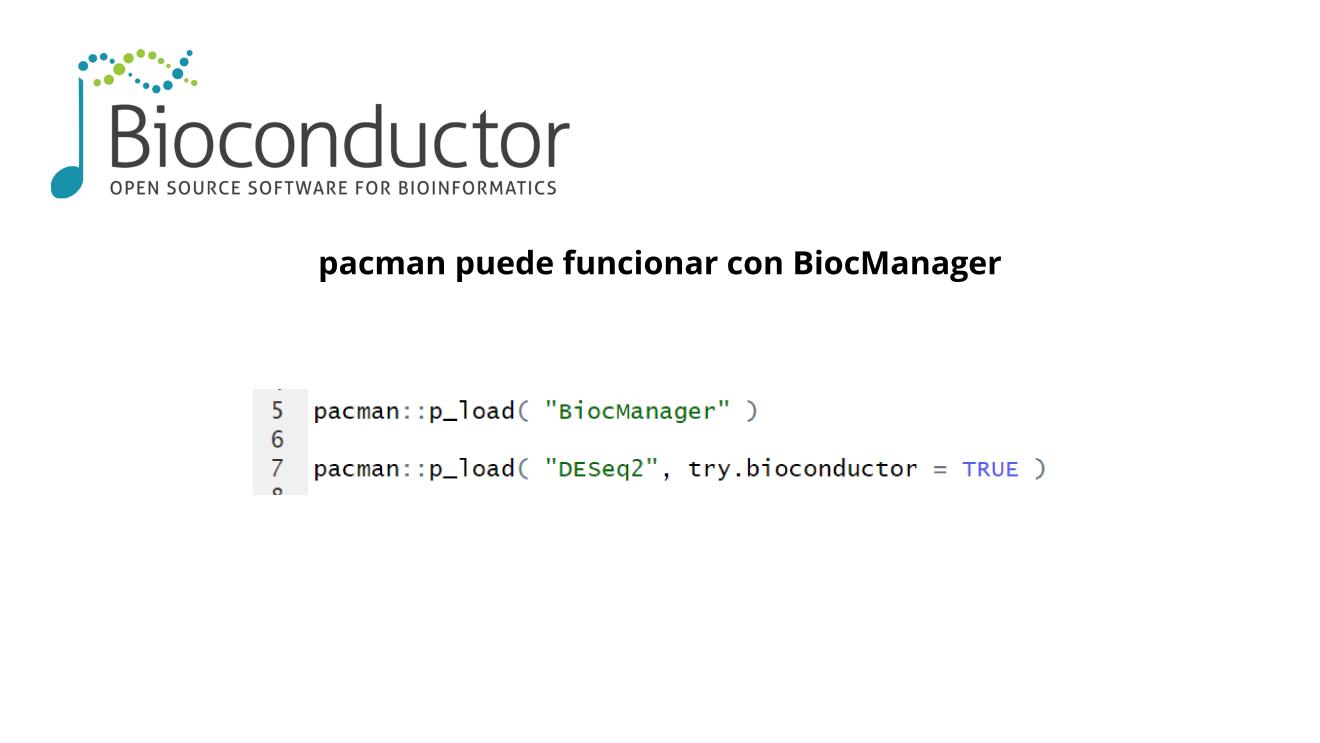 Bioconductor
OPEN SOURCE SOFTWARE FOR BIOINFORMATICS
pacman puede funcionar con BiocManager
5 pacman::p_load( "BiocManager" )
6
7 pacman::p_load( "DESeq2", try.bioconductor = TRUE )